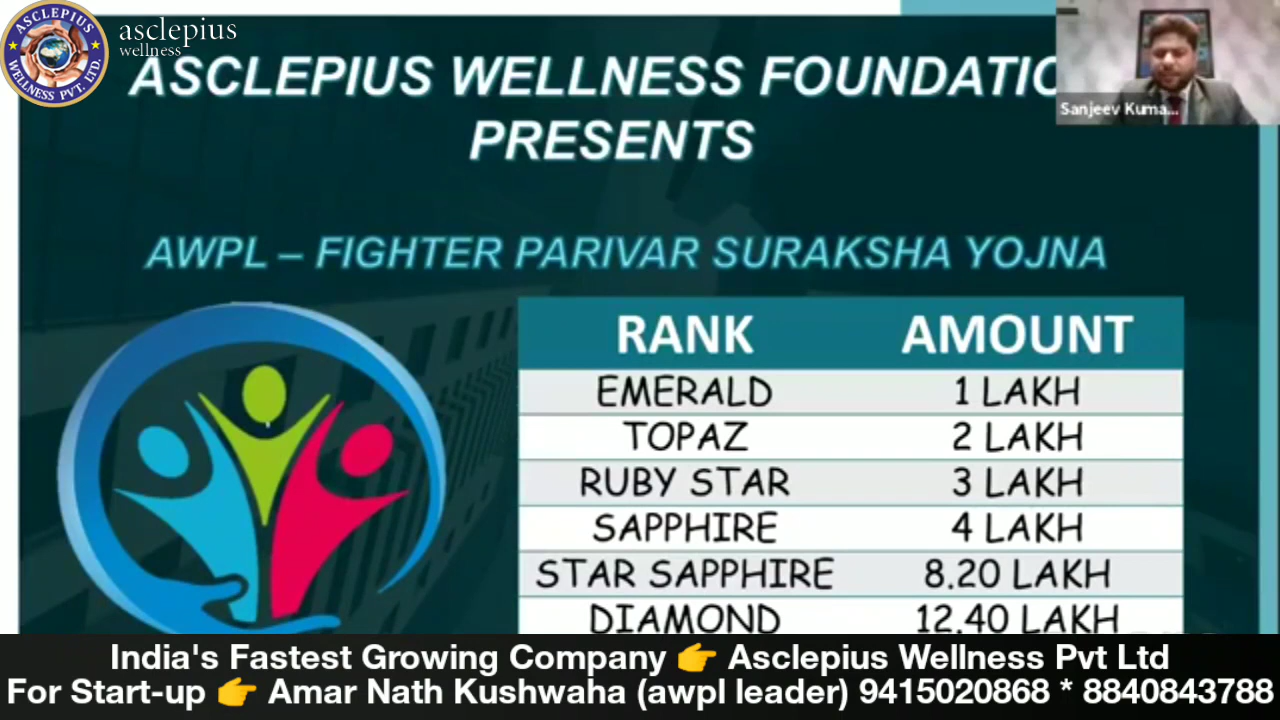 ASCLEPIUS
WELLNESS PVT. LTD.
asclepius
wellness
ASCLEPIUS WELLNESS FOUNDATIO
PRESENTS
Sanjeev Kuma...
AWPL – FIGHTER PARIVAR SURAKSHA YOJNA
RANK AMOUNT
EMERALD 1 LAKH
TOPAZ 2 LAKH
RUBY STAR 3 LAKH
SAPPHIRE 4 LAKH
STAR SAPPHIRE 8.20 LAKH
DIAMOND 12.40 LAKH
India's Fastest Growing Company 👉 Asclepius Wellness Pvt Ltd
For Start-up 👉 Amar Nath Kushwaha (awpl leader) 9415020868 * 8840843788